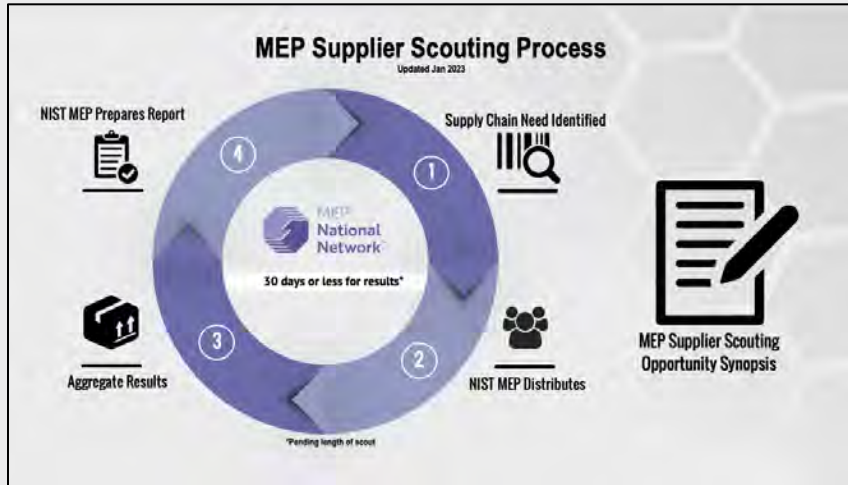 MEP Supplier Scouting Process
Updated Jan 2023
NIST MEP Prepares Report
Supply Chain Need Identified
4
1
MEP
National
Network
30 days or less for results*
3
2
Aggregate Results
NIST MEP Distributes
MEP Supplier Scouting
Opportunity Synopsis
*Pending length of scout